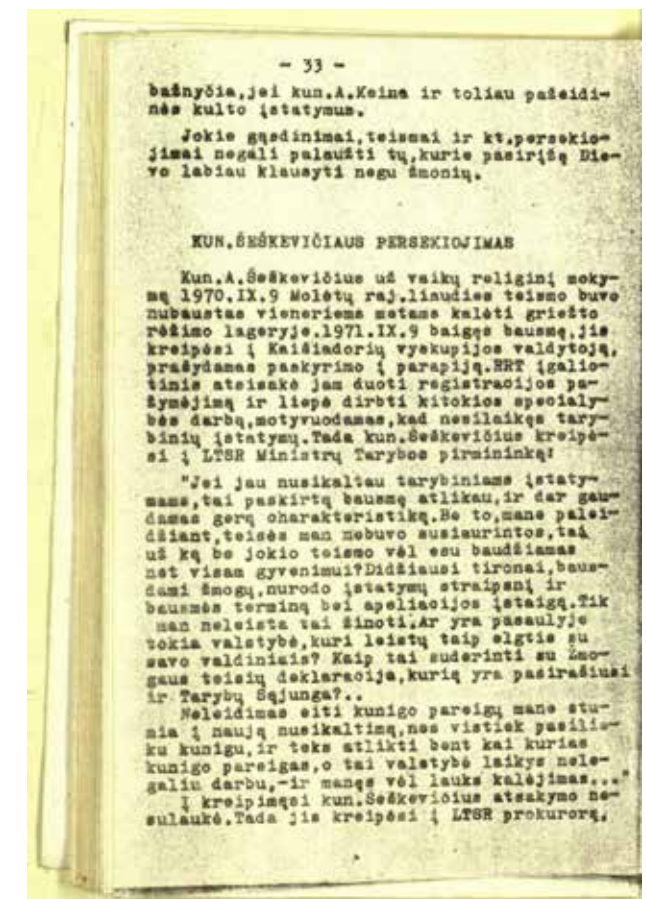 - 33 -
bažnyčia,jei kun.A.Keina ir toliau pažeidi-
nės kulto įstatymus.
Jokie gąsdinimai,teismai ir kt.persekio-
jimai negali palaužti tų,kurie pasirįžę Die-
vo labiau klausyti negu žmonių.
KUN.ŠEŠKEVIČIAUS PERSEKIOJIMAS
Kun.A.Šeškevičius už vaikų religinį moky-
mą 1970.IX.9 Molėtų raj.liaudies teismo buvo
nubaustas vieneriems metams kalėti griežto
rėžimo lageryje.1971.IX.9 baigęs bausmę,jis
kreipėsi į Kaišiadorių vyskupijos valdytoją,
prašydamas paskyrimo į parapiją.RRT įgalio-
tinis atsisakė jam duoti registracijos pa-
žymėjimą ir liepė dirbti kitokios specialy-
bės darbą,motyvuodamas,kad nesilaikęs tary-
binių įstatymų.Tada kun.Šeškevičius kreipė-
si į LTSR Ministrų Tarybos pirmininką:
"Jei jau nusikaltau tarybiniams įstaty-
mams,tai paskirtą bausmę atlikau,ir dar gau-
damas gerą charakteristiką.Be to,mane palei-
džiant,teisės man nebuvo susiaurintos,tai
už ką be jokio teismo vėl esu baudžiamas
net visam gyvenimui?Didžiausi tironai,baus-
dami žmogų,nurodo įstatymų straipsnį ir
bausmės terminą bei apeliacijos įstaigą.Tik
man neleista tai žinoti.Ar yra pasaulyje
tokia valstybė,kuri leistų taip elgtis su
savo valdiniais? Kaip tai suderinti su Žmo-
gaus teisių deklaracija,kurią yra pasirašiusi
ir Tarybų Sąjunga?..
Neleidimas eiti kunigo pareigų mane stu-
mia į naują nusikaltimą,nes vistiek pasilie-
ku kunigu,ir teks atlikti bent kai kurias
kunigo pareigas,o tai valstybė laikys nele-
galiu darbu,-ir manęs vėl lauks kalėjimas..."
Į kreipimąsi kun.Šeškevičius atsakymo ne-
sulaukė.Tada jis kreipėsi į LTSR prokurorą,